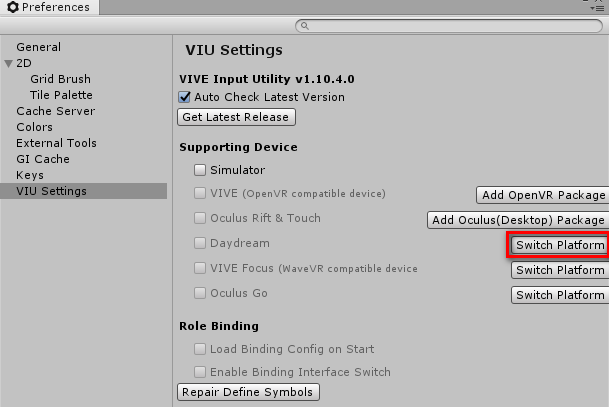 Preferences
General
2D
Grid Brush
Tile Palette
Cache Server
Colors
External Tools
GI Cache
Keys
VIU Settings
VIU Settings
VIVE Input Utility v1.10.4.0
Auto Check Latest Version
Get Latest Release
Supporting Device
Simulator
VIVE (OpenVR compatible device) Add OpenVR Package
Oculus Rift & Touch Add Oculus(Desktop) Package
Daydream Switch Platform
VIVE Focus (WaveVR compatible device Switch Platform
Oculus Go Switch Platform
Role Binding
Load Binding Config on Start
Enable Binding Interface Switch
Repair Define Symbols